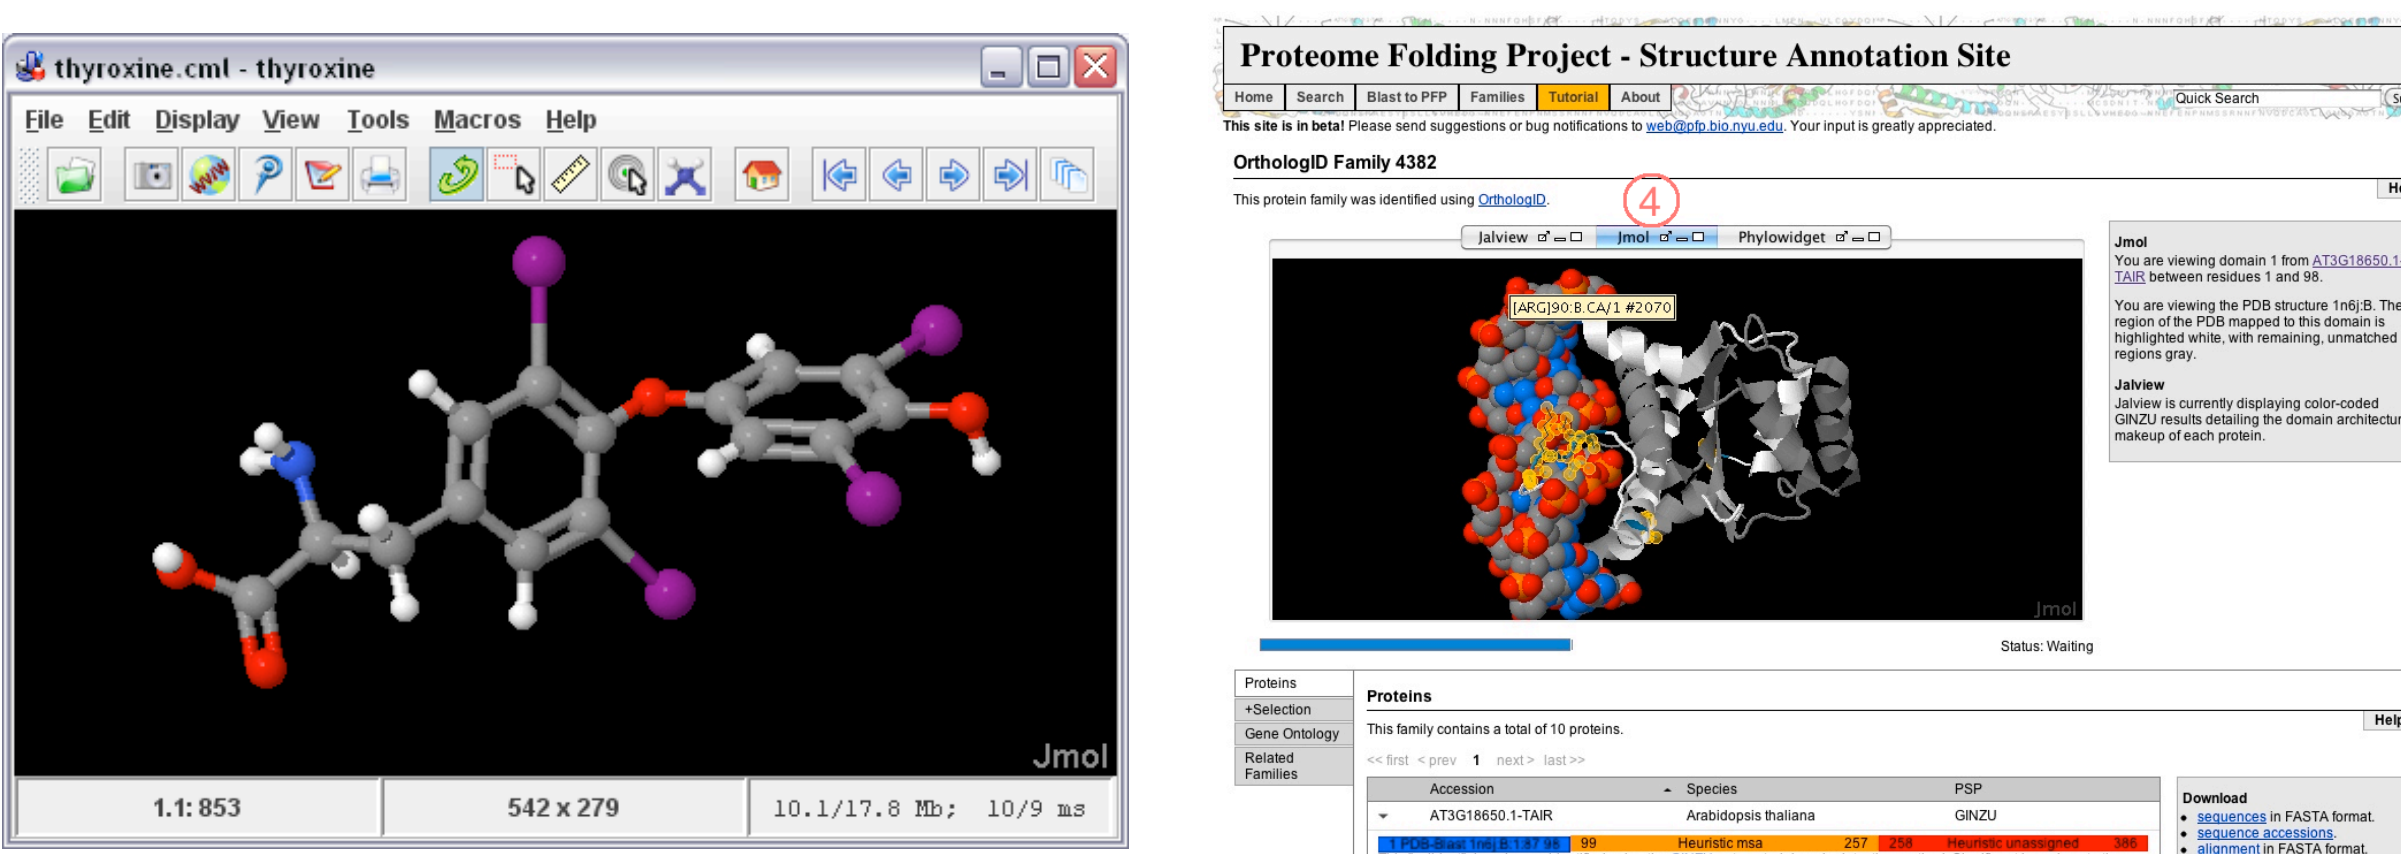 thyroxine.cml - thyroxine
File Edit Display View Tools Macros Help
Jmol
1.1: 853
542 x 279
10.1/17.8 Mb; 10/9 ms
Proteome Folding Project - Structure Annotation Site
Home Search Blast to PFP Families Tutorial About
Quick Search
This site is in beta! Please send suggestions or bug notifications to web@pfp.bio.nyu.edu. Your input is greatly appreciated.
OrthologID Family 4382
This protein family was identified using OrthologID.
4
Jalview Jmol Phylowidget
[ARG]90:B.CA/1 #2070
Jmol
Jmol
You are viewing domain 1 from AT3G18650.1-
TAIR between residues 1 and 98.
You are viewing the PDB structure 1n6j:B. The
region of the PDB mapped to this domain is
highlighted white, with remaining, unmatched
regions gray.
Jalview
Jalview is currently displaying color-coded
GINZU results detailing the domain
makeup of each protein.
Status: Waiting
Proteins
+Selection
Gene Ontology
Related
Families
Proteins
Help
This family contains a total of 10 proteins.
<< first < prev 1 next > last >>
Accession Species PSP
AT3G18650.1-TAIR Arabidopsis thaliana GINZU
1 PDB-Blast 1n6j:B:1:87 98 99 Heuristic msa 257 258 Heuristic unassigned 386
Download
sequences in FASTA format.
sequence accessions.
alignment in FASTA format.